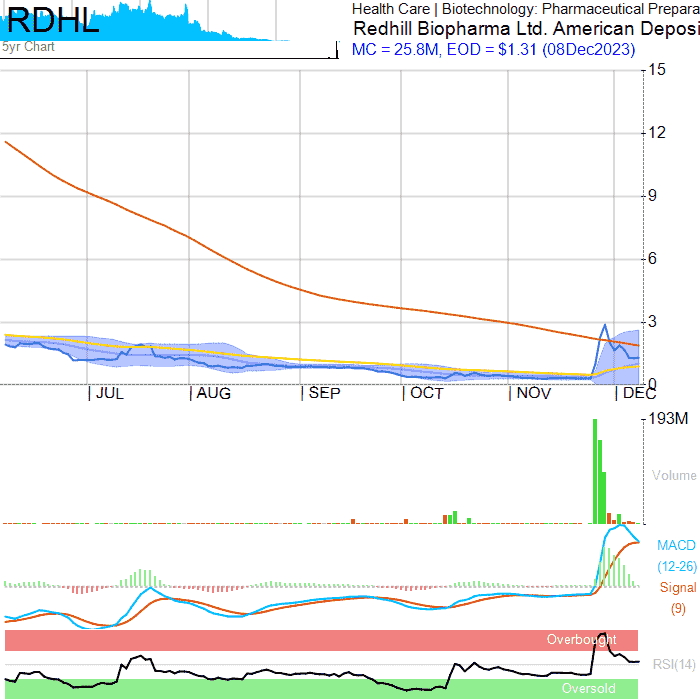 RDHL
Health Care | Biotechnology: Pharmaceutical Prepara
Redhill Biopharma Ltd. American Deposi
5yr Chart
MC = 25.8M, EOD = $1.31 (08Dec2023)
15
12
9
6
3
0
JUL AUG SEP OCT NOV DEC
193M
Volume
MACD
(12-26)
Signal
(9)
Overbought
RSI(14)
Oversold